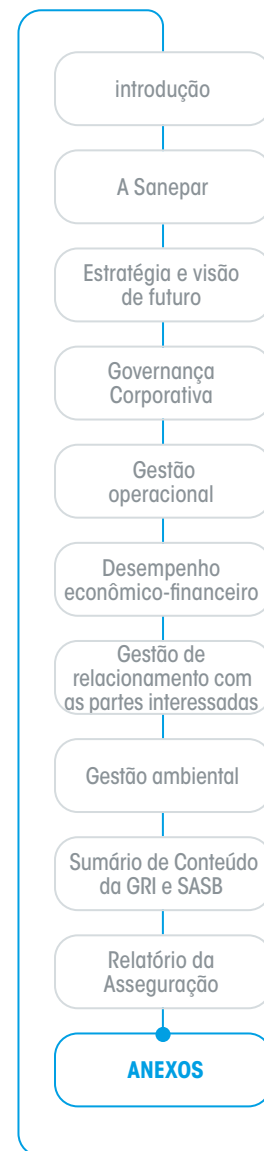 introdução
A Sanepar
Estratégia e visão
de futuro
Governança
Corporativa
Gestão
operacional
Desempenho
econômico-financeiro
Gestão de
relacionamento com
as partes interessadas
Gestão ambiental
Sumário de Conteúdo
da GRI e SASB
Relatório da
Asseguração
ANEXOS